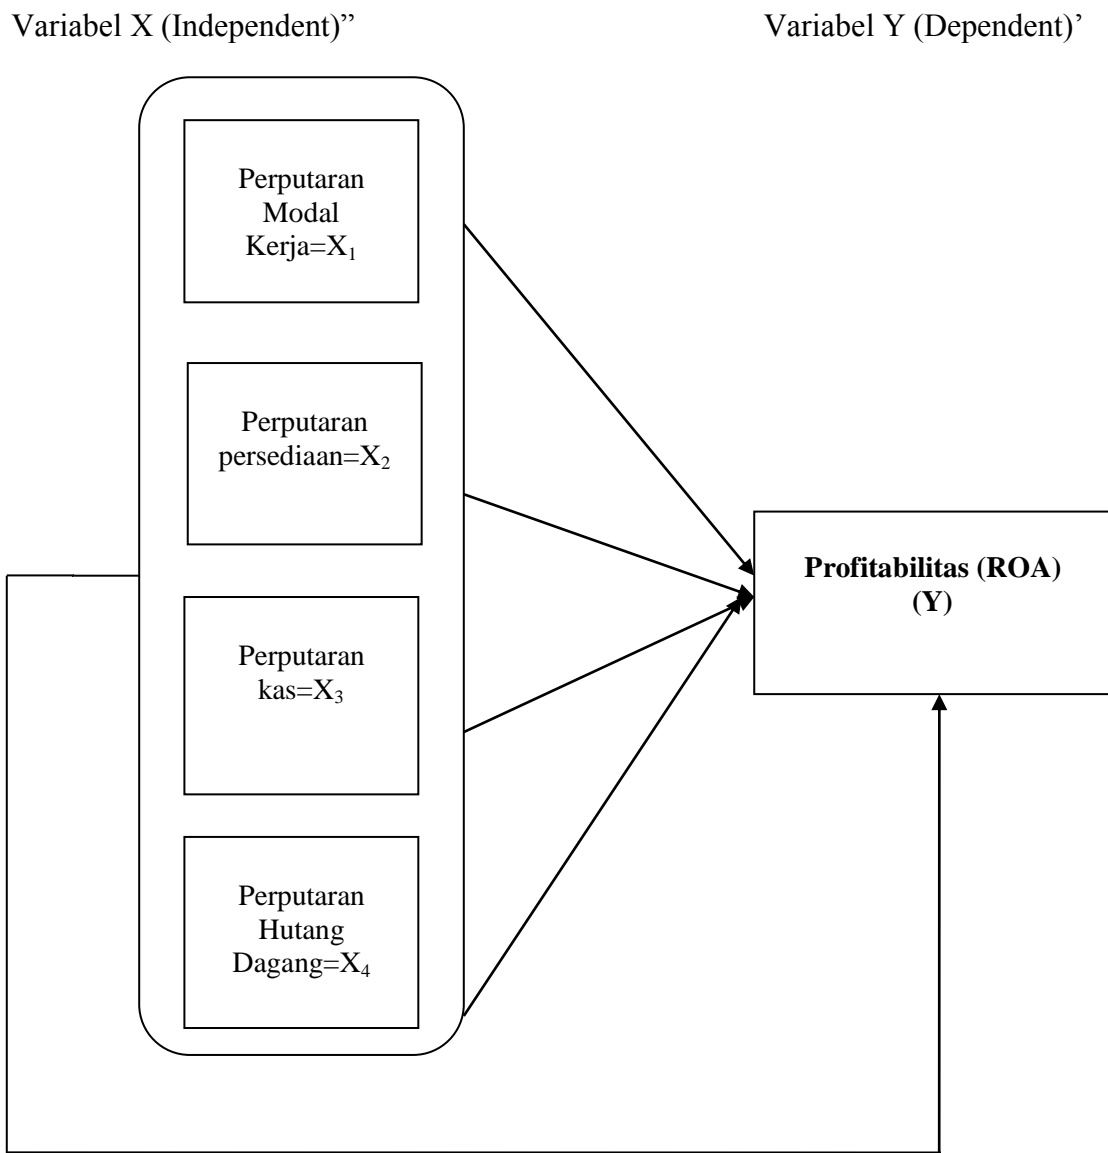 Variabel X (Independent)”
Variabel Y (Dependent)’
Perputaran
Modal
Kerja=X₁
Perputaran
persediaan=X₂
Perputaran
kas=X₃
Perputaran
Hutang
Dagang=X₄
Profitabilitas (ROA)
(Y)